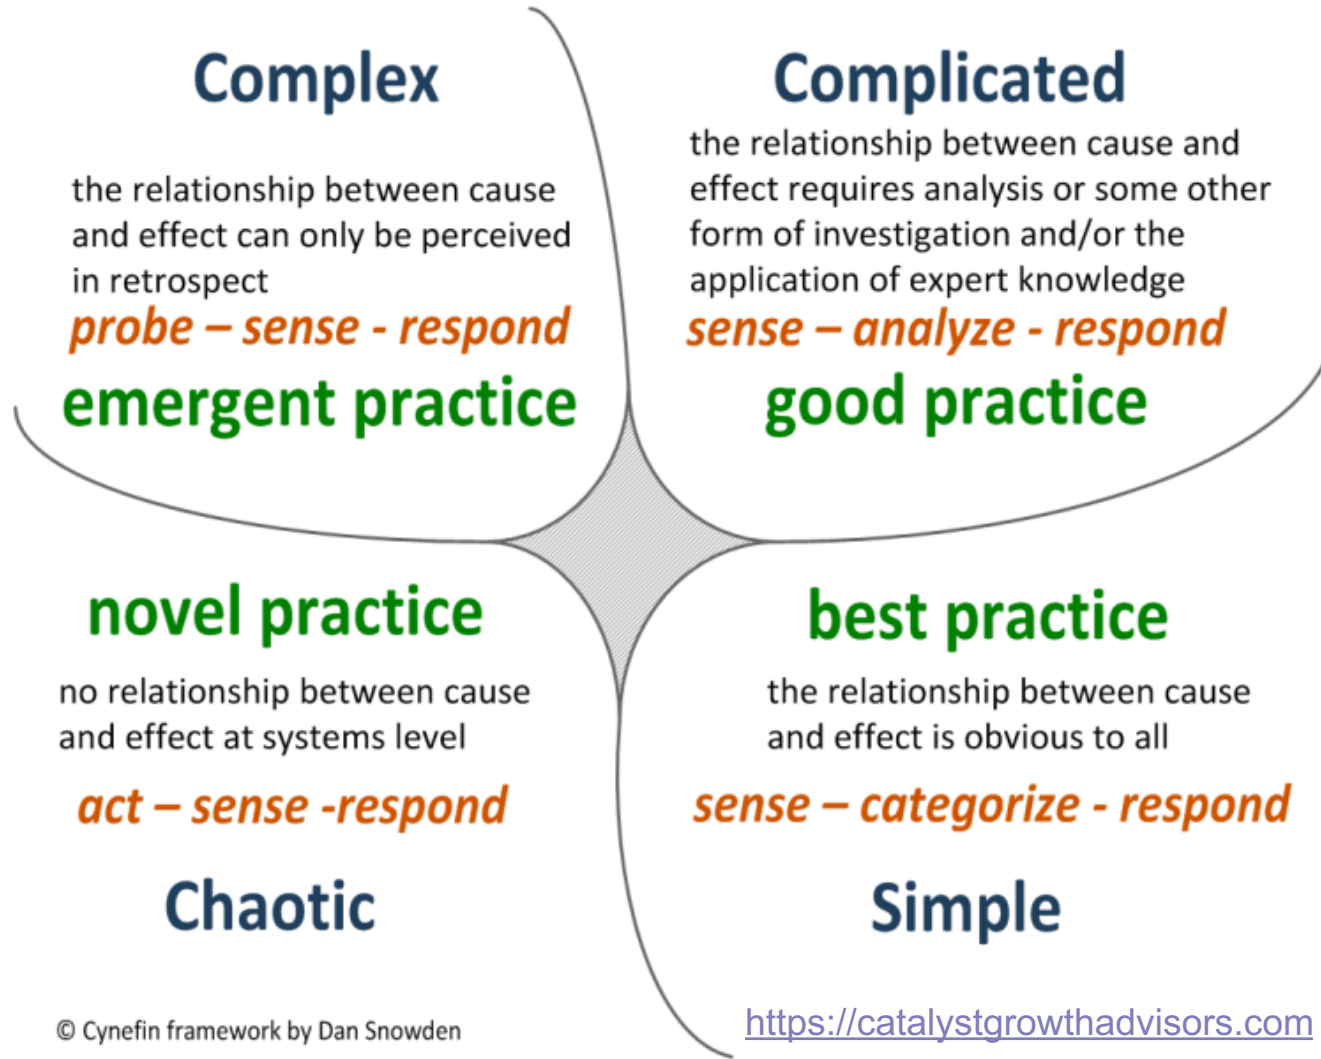 Complex
the relationship between cause
and effect can only be perceived
in retrospect
probe – sense - respond
emergent practice
Complicated
the relationship between cause and
effect requires analysis or some other
form of investigation and/or the
application of expert knowledge
sense – analyze - respond
good practice
novel practice
no relationship between cause
and effect at systems level
act – sense -respond
Chaotic
best practice
the relationship between cause
and effect is obvious to all
sense – categorize - respond
Simple
© Cynefin framework by Dan Snowden
https://catalystgrowthadvisors.com